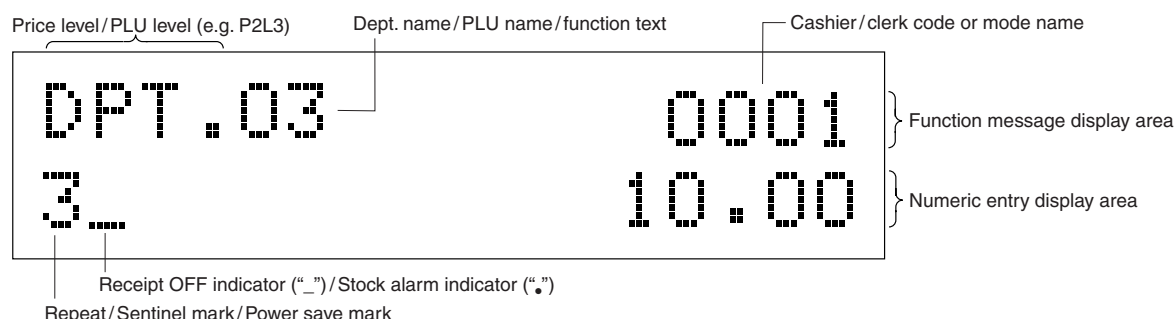 Price level/PLU level (e.g. P2L3)
Dept. name/PLU name/function text
Cashier/clerk code or mode name
DPT.03 0001
Function message display area
3_ 10.00
Numeric entry display area
Receipt OFF indicator (“_”)/Stock alarm indicator (“.”)
Repeat/Sentinel mark/Power save mark